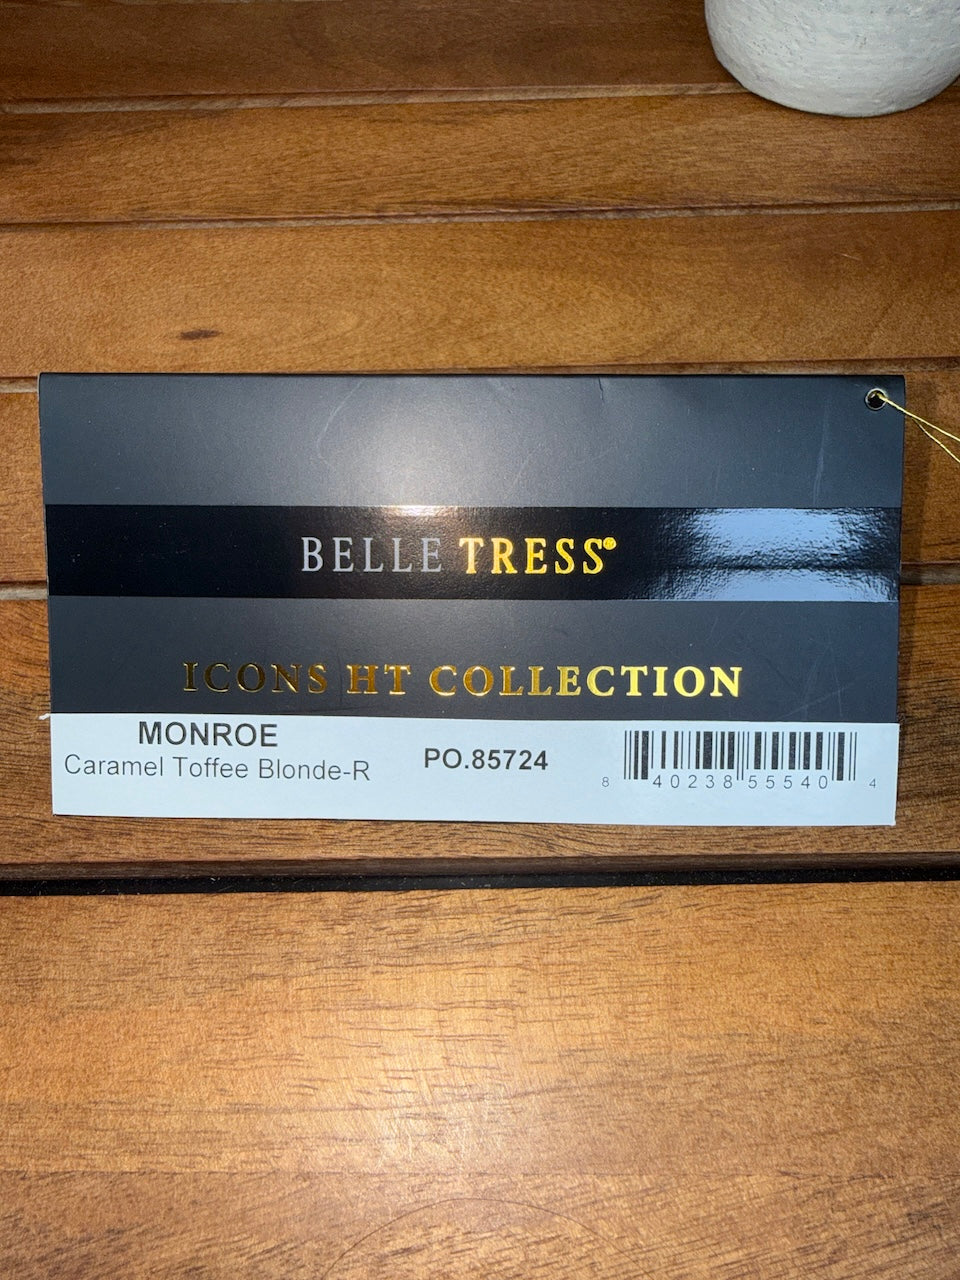 BELLE TRESS®
ICONS HT COLLECTION
MONROE
Caramel Toffee Blonde-R
PO.85724
8 40238 55540 4